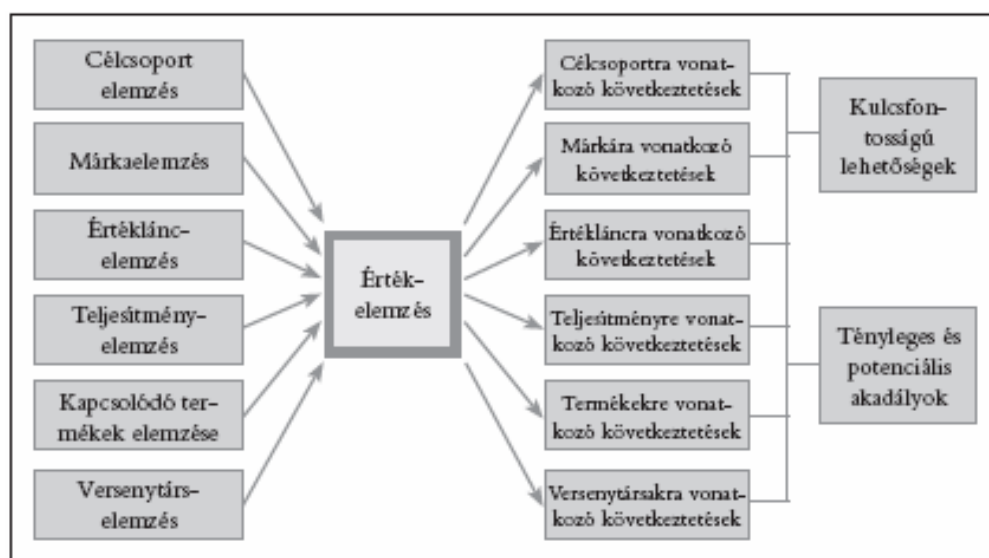 Célcsoport
elemzés
Márkaelemzés
Értéklánc-
elemzés
Teljesítmény-
elemzés
Kapcsolódó ter-
mékek elemzése
Versenytárs-
elemzés
Érték-
elemzés
Célcsoportra vonat-
kozó következtetések
Márkára vonatkozó
következtetések
Értékláncra vonatkozó
következtetések
Teljesítményre vonat-
kozó következtetések
Termékekre vonat-
kozó következtetések
Versenytársakra vonat-
kozó következtetések
Kulcsfon-
tosságú
lehetőségek
Tényleges és
potenciális
akadályok